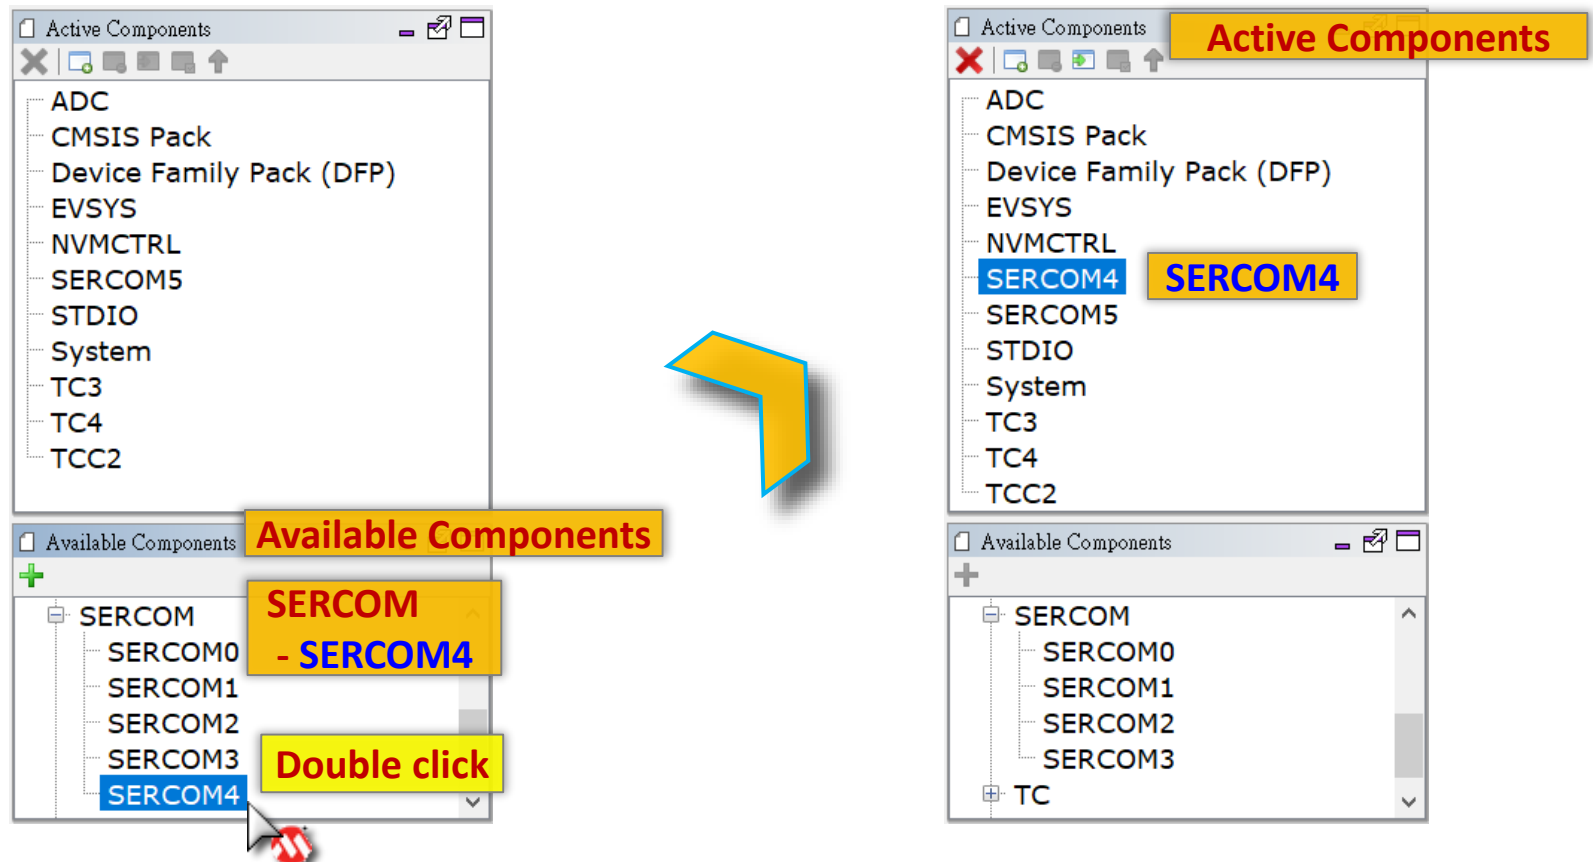 Active Components
ADC
CMSIS Pack
Device Family Pack (DFP)
EVSYS
NVMCTRL
SERCOM5
STDIO
System
TC3
TC4
TCC2
Available Components
Available Components
SERCOM
SERCOM0
SERCOM1
SERCOM2
SERCOM3
SERCOM4
SERCOM
- SERCOM4
Double click
Active Components
Active Components
ADC
CMSIS Pack
Device Family Pack (DFP)
EVSYS
NVMCTRL
SERCOM4
SERCOM4
SERCOM5
STDIO
System
TC3
TC4
TCC2
Available Components
SERCOM
SERCOM0
SERCOM1
SERCOM2
SERCOM3
TC